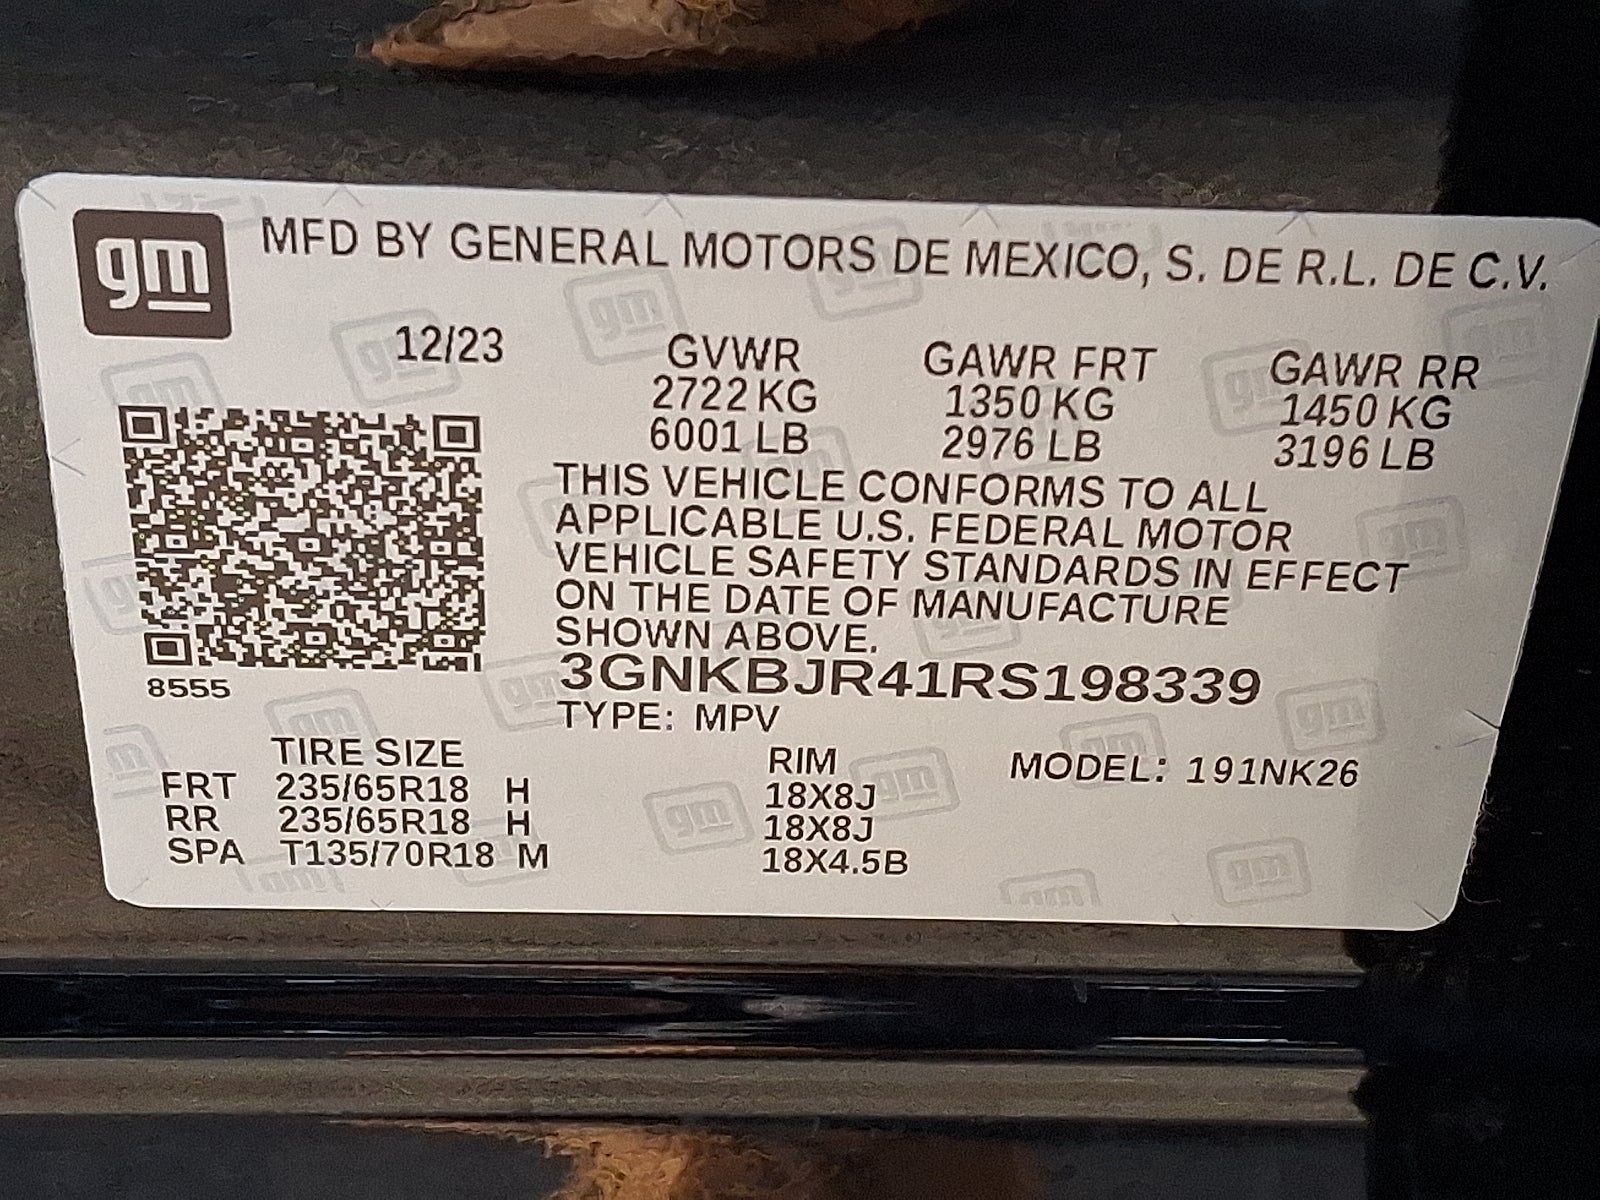 gm MFD BY GENERAL MOTORS DE MEXICO, S. DE R.L. DE C.V.
12/23 GVWR GAWR FRT GAWR RR
2722 KG 1350 KG 1450 KG
6001 LB 2976 LB 3196 LB
THIS VEHICLE CONFORMS TO ALL
APPLICABLE U.S. FEDERAL MOTOR
VEHICLE SAFETY STANDARDS IN EFFECT
ON THE DATE OF MANUFACTURE
SHOWN ABOVE.
3GNKBJR41RS198339
8555
TYPE: MPV
TIRE SIZE RIM MODEL: 191NK26
FRT 235/65R18 H 18X8J
RR 235/65R18 H 18X8J
SPA T135/70R18 M 18X4.5B